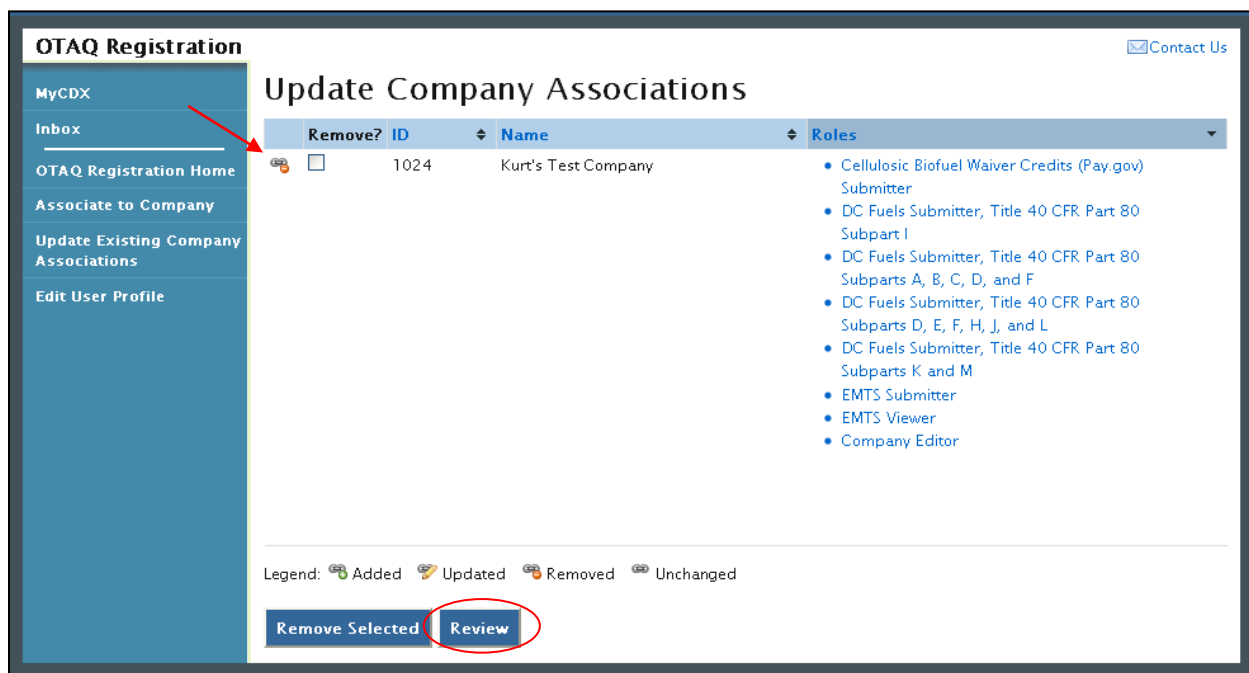 OTAQ Registration
Contact Us
MyCDX
Inbox
OTAQ Registration Home
Associate to Company
Update Existing Company
Associations
Edit User Profile
Update Company Associations
Remove? ID Name Roles
1024 Kurt's Test Company
Cellulosic Biofuel Waiver Credits (Pay.gov)
Submitter
DC Fuels Submitter, Title 40 CFR Part 80
Subpart I
DC Fuels Submitter, Title 40 CFR Part 80
Subparts A, B, C, D, and F
DC Fuels Submitter, Title 40 CFR Part 80
Subparts D, E, F, H, J, and L
DC Fuels Submitter, Title 40 CFR Part 80
Subparts K and M
EMTS Submitter
EMTS Viewer
Company Editor
Legend: Added Updated Removed Unchanged
Remove Selected Review